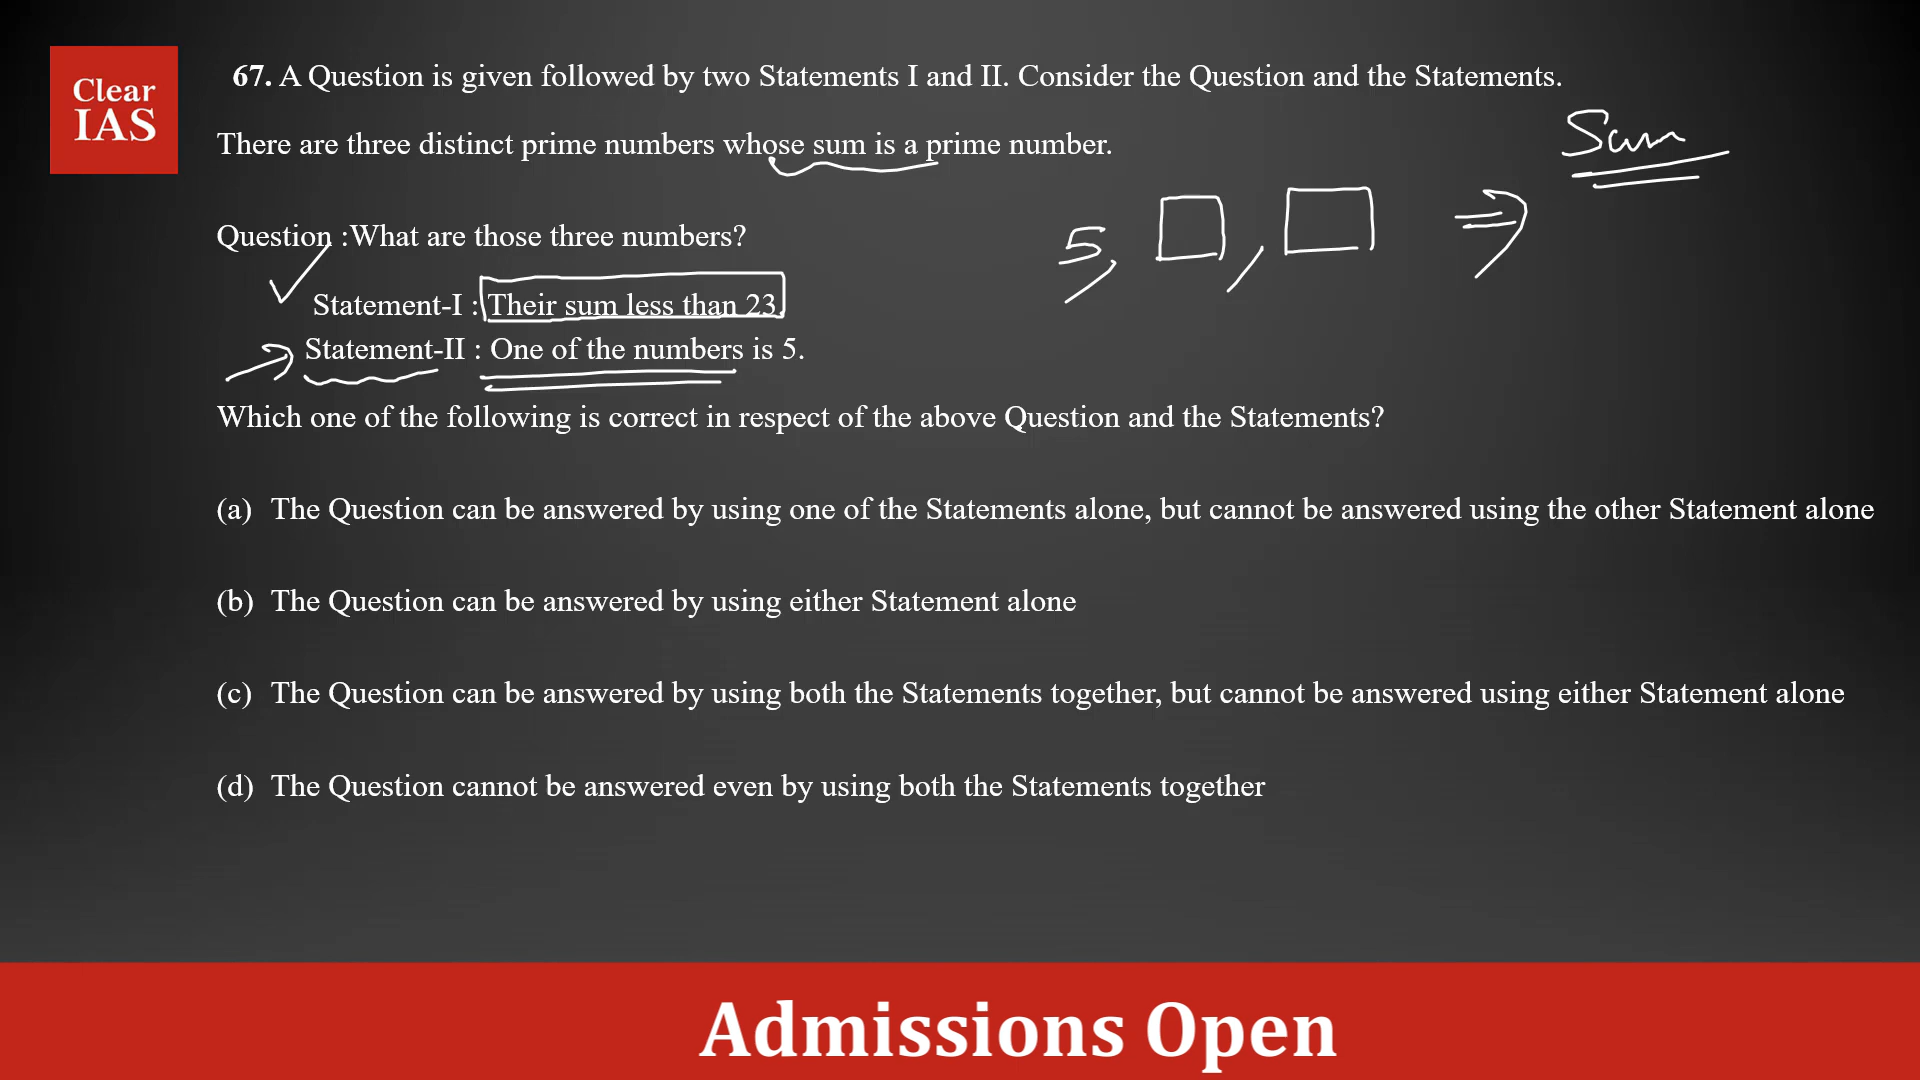 Clear
IAS
67. A Question is given followed by two Statements I and II. Consider the Question and the Statements.
There are three distinct prime numbers whose sum is a prime number.
Sum
Question :What are those three numbers?
5, ,
Statement-I : Their sum less than 23.
Statement-II : One of the numbers is 5.
Which one of the following is correct in respect of the above Question and the Statements?
(a) The Question can be answered by using one of the Statements alone, but cannot be answered using the other Statement alone
(b) The Question can be answered by using either Statement alone
(c) The Question can be answered by using both the Statements together, but cannot be answered using either Statement alone
(d) The Question cannot be answered even by using both the Statements together
Admissions Open